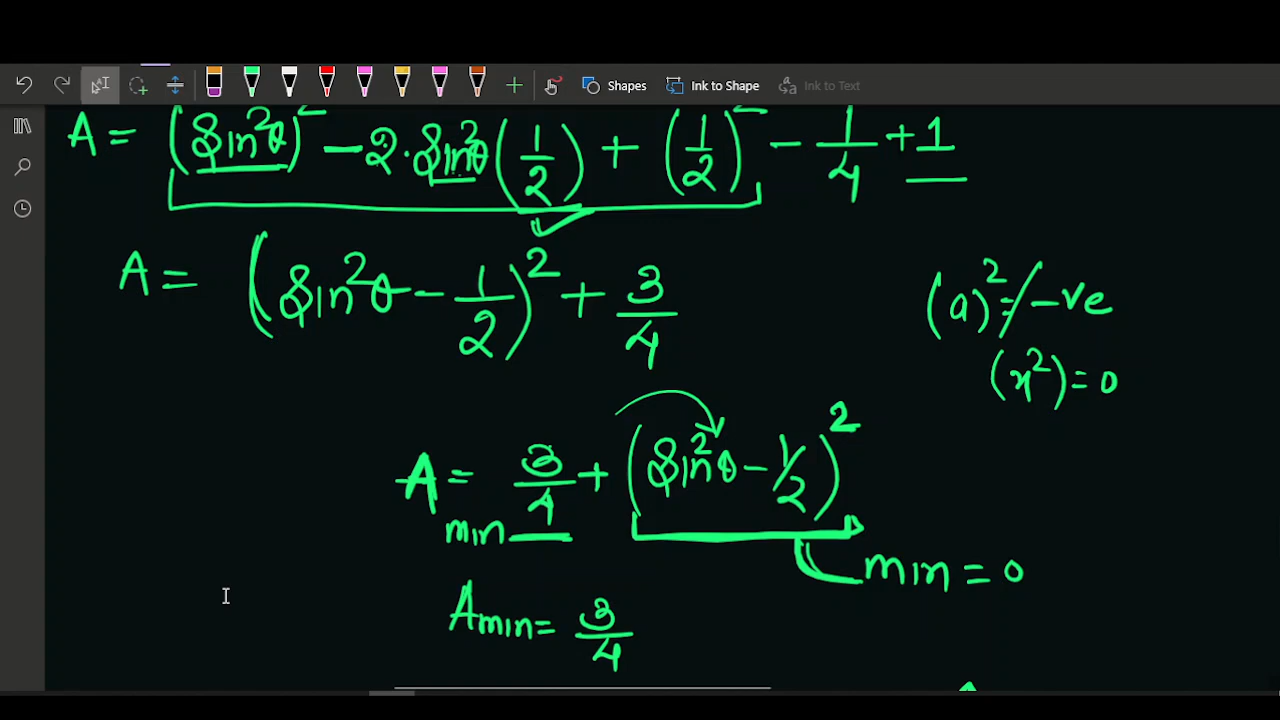 Shapes Ink to Shape Ink to Text
A = (Sin²θ)² - 2·Sin²θ(1/2) + (1/2)² - 1/4 + 1
A = (Sin²θ - 1/2)² + 3/4
(a)² ≠ -ve
(x²) = 0
A min = 3/4 + (Sin²θ - 1/2)²
min = 0
Amin = 3/4